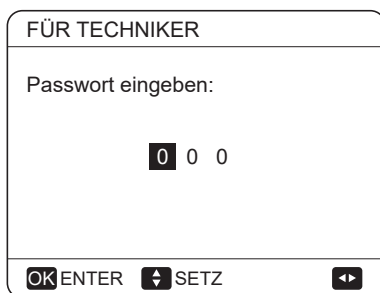 FÜR TECHNIKER
Passwort eingeben:
0 0 0
OK ENTER SETZ